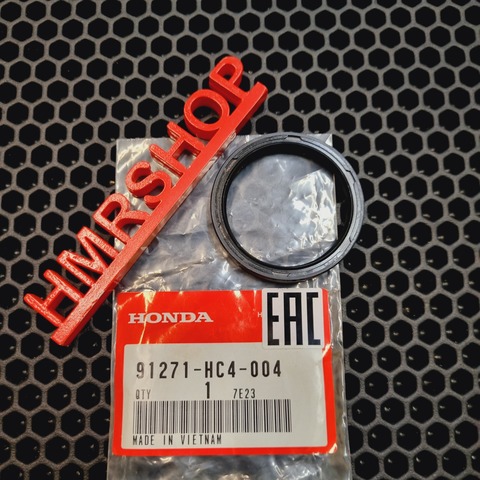 HMRSHOP
HONDA
H
EAC
91271-HC4-004
QTY 1 7E23
MADE IN VIETNAM